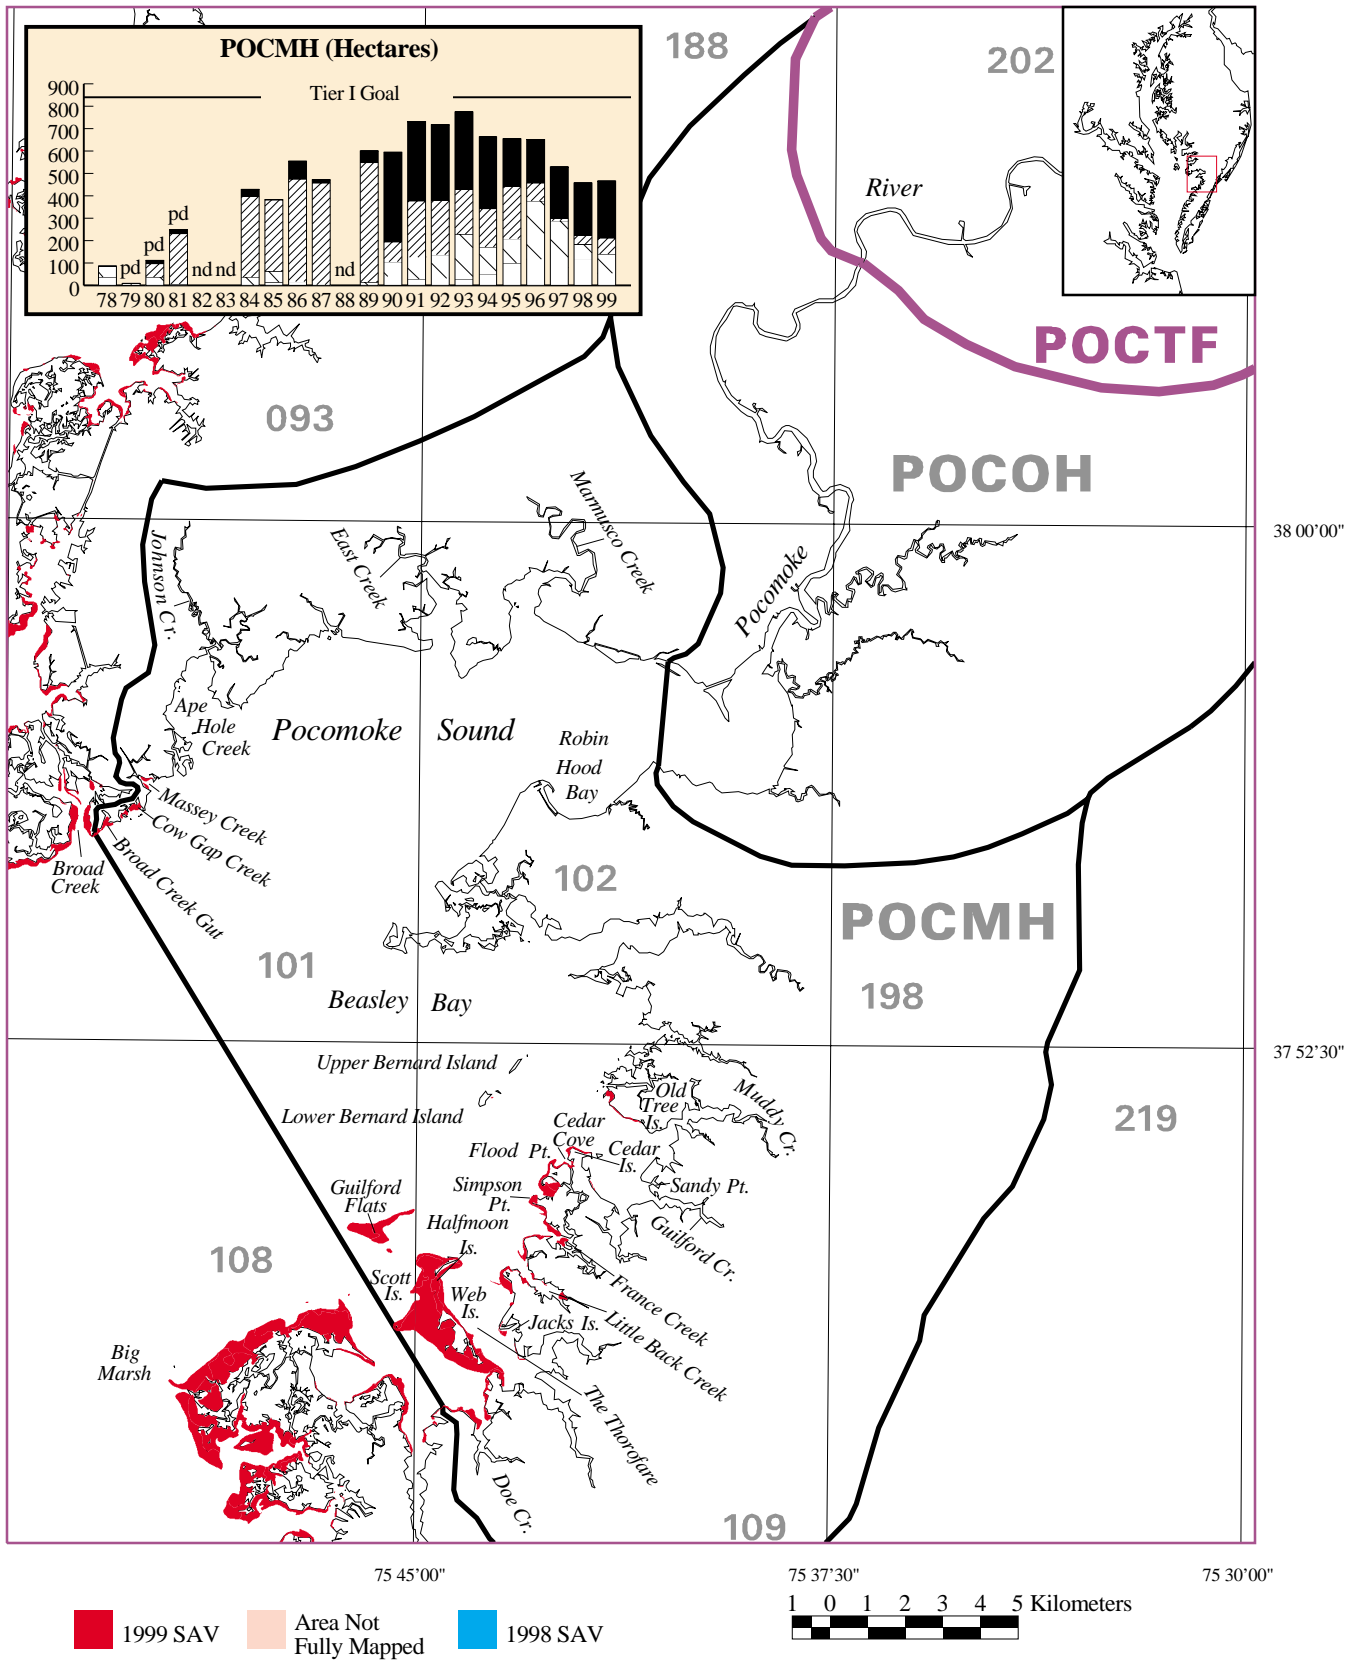 POCMH (Hectares)
Tier I Goal
900
800
700
600
500
400
300
200
100
0
pd
pd
pd
nd nd
nd
78 79 80 81 82 83 84 85 86 87 88 89 90 91 92 93 94 95 96 97 98 99
188
202
River
POCTF
093
POCOH
38 00'00"
Johnson Cr.
East Creek
Marmusco Creek
Pocomoke
Ape
Hole
Creek
Pocomoke Sound
Robin
Hood
Bay
Massey Creek
Cow Gap Creek
Broad Creek Gut
Broad
Creek
102
POCMH
101
198
Beasley Bay
37 52'30"
Upper Bernard Island
Lower Bernard Island
Old
Tree
Is.
Muddy Cr.
219
Cedar
Cove
Flood Pt.
Cedar
Is.
Simpson
Pt.
Sandy Pt.
Guilford
Flats
Halfmoon
Is.
Guilford Cr.
108
Scott
Is.
Web
Is.
France Creek
Jacks Is.
Little Back Creek
Big
Marsh
The Thorofare
Doe Cr.
109
75 45'00"
75 37'30"
75 30'00"
1999 SAV
Area Not
Fully Mapped
1998 SAV
1 0 1 2 3 4 5 Kilometers